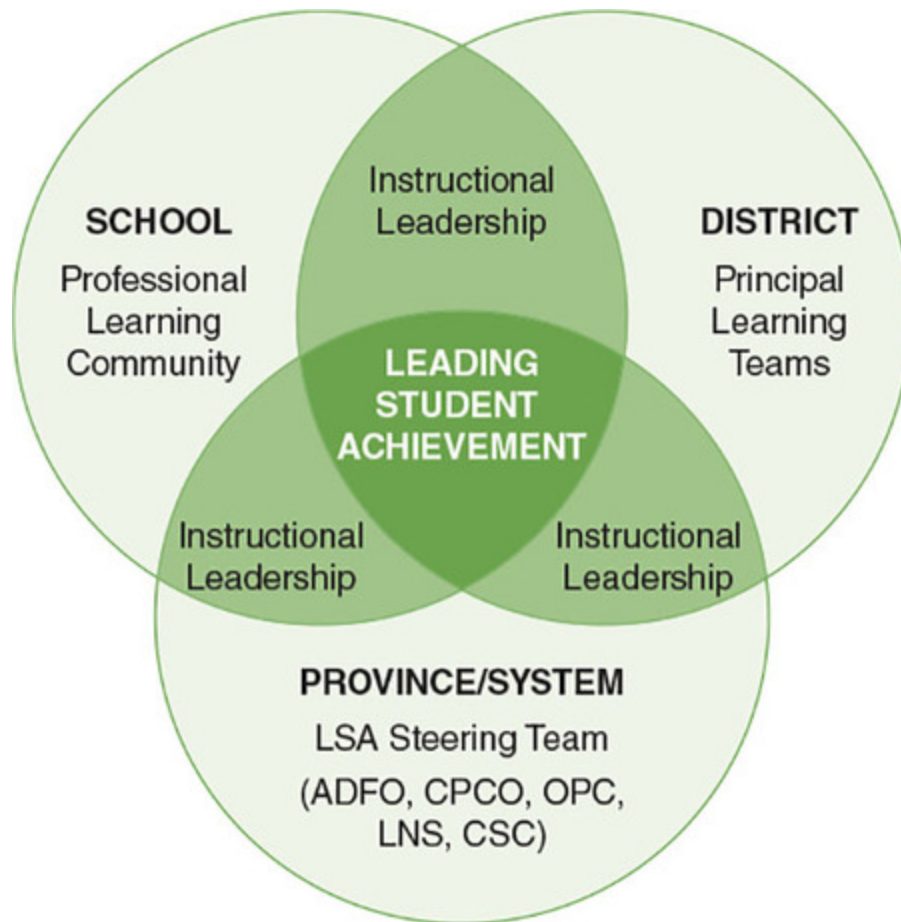 Instructional
Leadership
SCHOOL
Professional
Learning
Community
DISTRICT
Principal
Learning
Teams
LEADING
STUDENT
ACHIEVEMENT
Instructional
Leadership
Instructional
Leadership
PROVINCE/SYSTEM
LSA Steering Team
(ADFO, CPCO, OPC,
LNS, CSC)